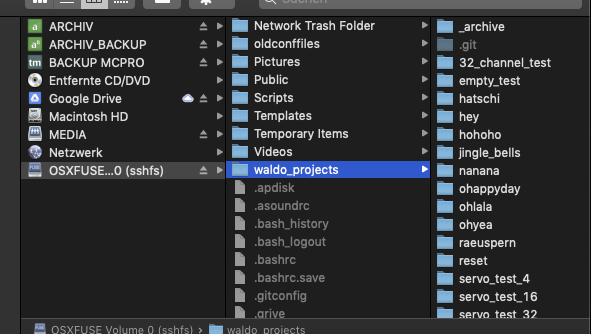 Suchen
ARCHIV
ARCHIV_BACKUP
BACKUP MCPRO
Entfernte CD/DVD
Google Drive
Macintosh HD
MEDIA
Netzwerk
OSXFUSE...0 (sshfs)
Network Trash Folder
oldconffiles
Pictures
Public
Scripts
Templates
Temporary Items
Videos
waldo_projects
.apdisk
.asoundrc
.bash_history
.bash_logout
.bashrc
.bashrc.save
.gitconfig
.grive
_archive
.git
32_channel_test
empty_test
hatschi
hey
hohoho
jingle_bells
nanana
ohappyday
ohlala
ohyea
raeuspern
reset
servo_test_4
servo_test_16
servo_test_32
OSXFUSE Volume 0 (sshfs) › waldo_projects